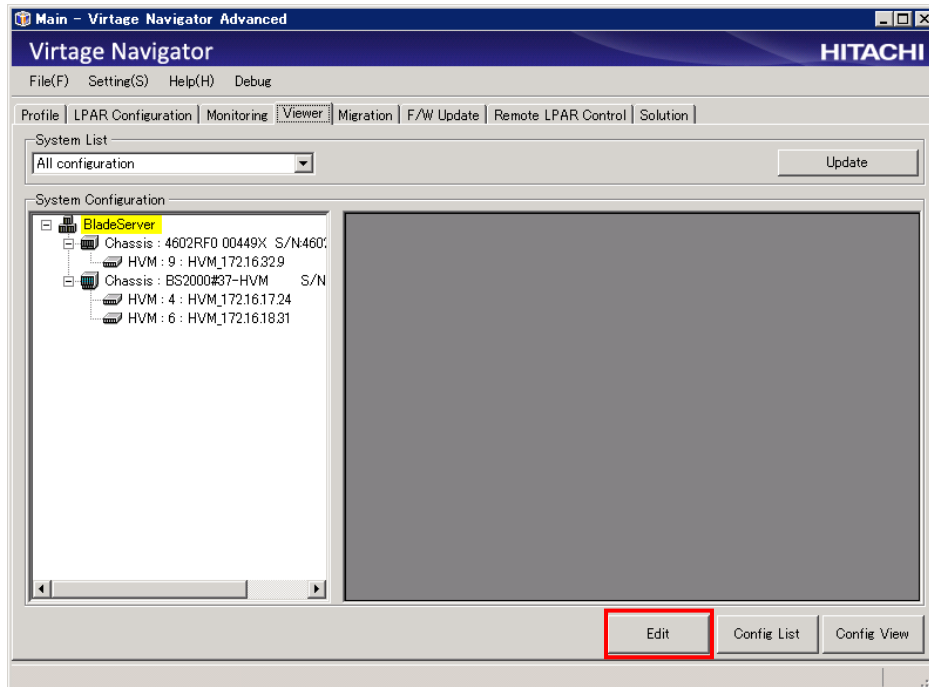 Main - Virtage Navigator Advanced
Virtage Navigator HITACHI
File(F) Setting(S) Help(H) Debug
Profile LPAR Configuration Monitoring Viewer Migration F/W Update Remote LPAR Control Solution
System List
All configuration Update
System Configuration
BladeServer
Chassis : 4602RF0 00449X S/N:460
HVM : 9 : HVM_172.16.32.9
Chassis : BS2000#37-HVM S/N
HVM : 4 : HVM_172.16.17.24
HVM : 6 : HVM_172.16.18.31
Edit Config List Config View